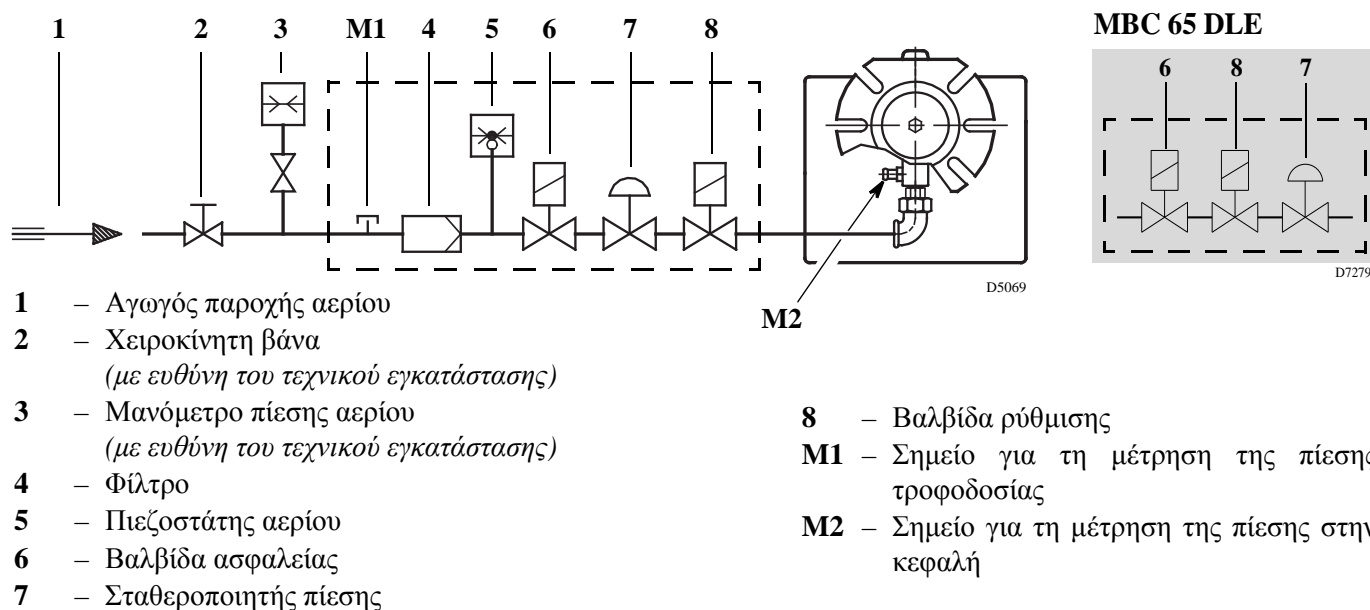 1 2 3 M1 4 5 6 7 8
MBC 65 DLE
6 8 7
D7279
D5069
M2
1 – Αγωγός παροχής αερίου
2 – Χειροκίνητη βάνα
(με ευθύνη του τεχνικού εγκατάστασης)
3 – Μανόμετρο πίεσης αερίου
(με ευθύνη του τεχνικού εγκατάστασης)
4 – Φίλτρο
5 – Πιεζοστάτης αερίου
6 – Βαλβίδα ασφαλείας
7 – Σταθεροποιητής πίεσης
8 – Βαλβίδα ρύθμισης
M1 – Σημείο για τη μέτρηση της πίεσης
τροφοδοσίας
M2 – Σημείο για τη μέτρηση της πίεσης στην
κεφαλή